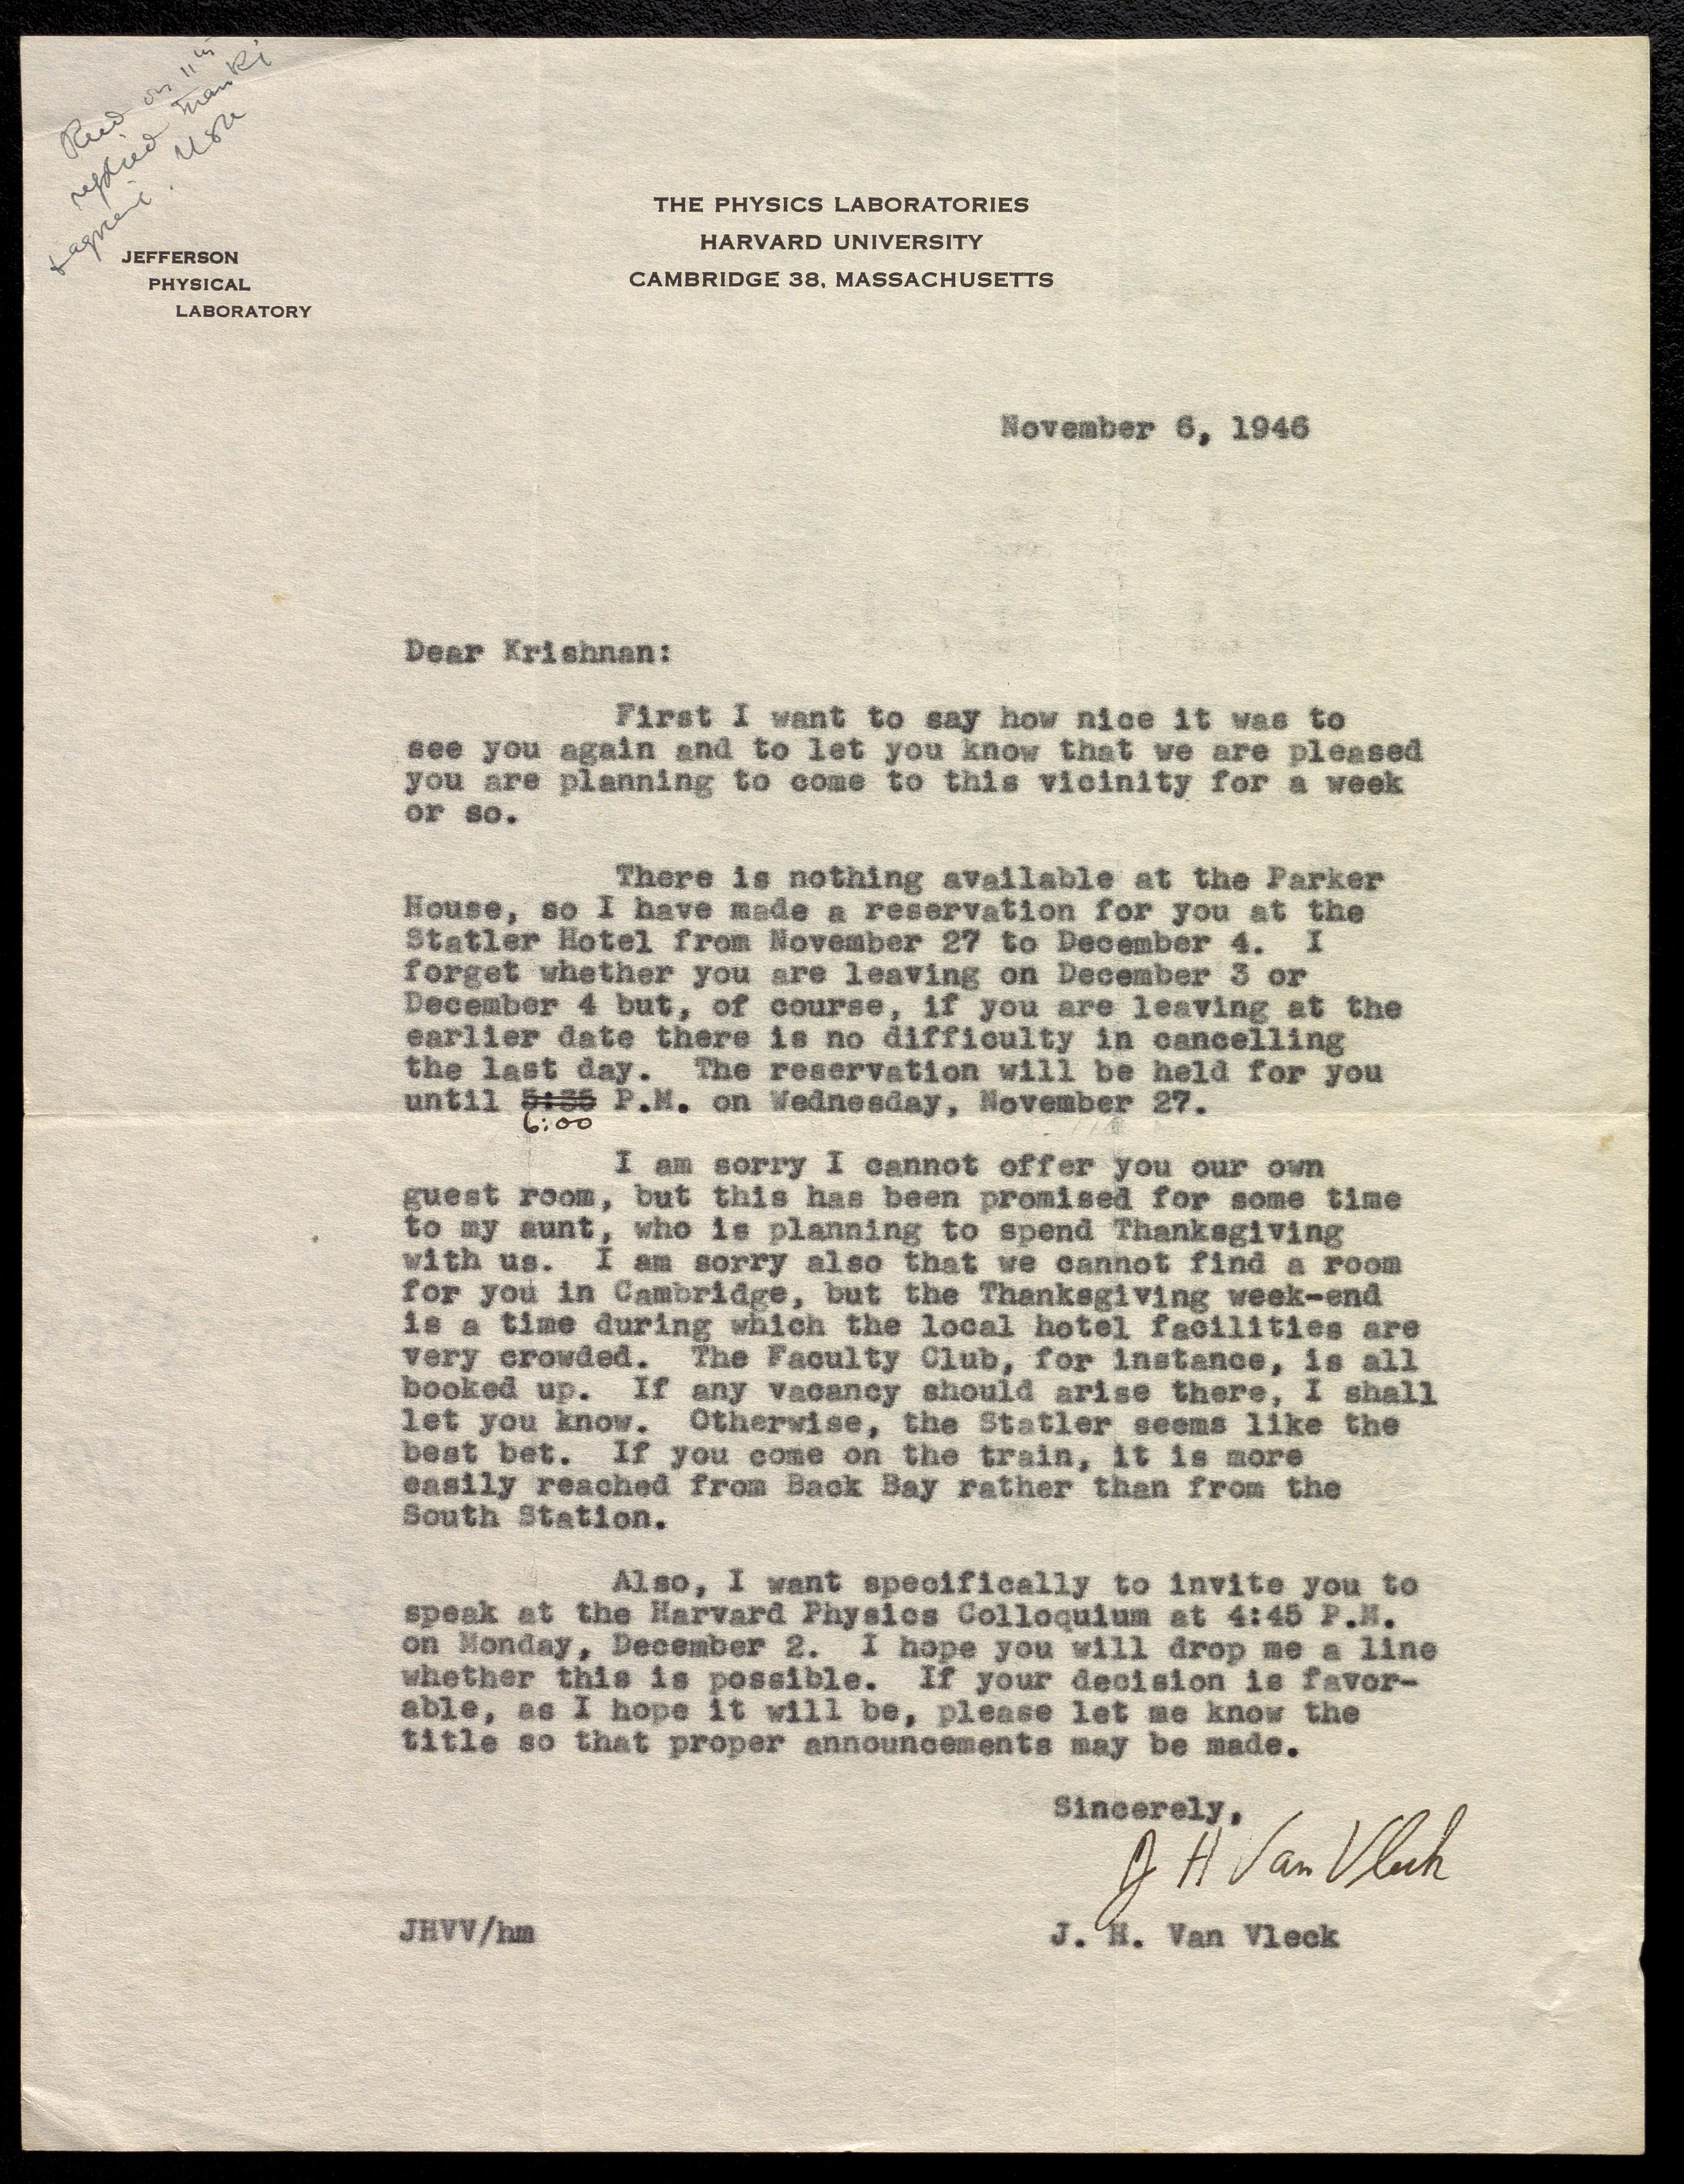 Recd on 11th
replied thanki
& agreei
THE PHYSICS LABORATORIES
HARVARD UNIVERSITY
CAMBRIDGE 38, MASSACHUSETTS
JEFFERSON
PHYSICAL
LABORATORY
November 6, 1946
Dear Krishnan:
First I want to say how nice it was to
see you again and to let you know that we are pleased
you are planning to come to this vicinity for a week
or so.
There is nothing available at the Parker
House, so I have made a reservation for you at the
Statler Hotel from November 27 to December 4. I
forget whether you are leaving on December 3 or
December 4 but, of course, if you are leaving at the
earlier date there is no difficulty in cancelling
the last day. The reservation will be held for you
until 5:35 P.M. on Wednesday, November 27.
6:00
I am sorry I cannot offer you our own
guest room, but this has been promised for some time
to my aunt, who is planning to spend Thanksgiving
with us. I am sorry also that we cannot find a room
for you in Cambridge, but the Thanksgiving week-end
is a time during which the local hotel facilities are
very crowded. The Faculty Club, for instance, is all
booked up. If any vacancy should arise there, I shall
let you know. Otherwise, the Statler seems like the
best bet. If you come on the train, it is more
easily reached from Back Bay rather than from the
South Station.
Also, I want specifically to invite you to
speak at the Harvard Physics Colloquium at 4:45 P.M.
on Monday, December 2. I hope you will drop me a line
whether this is possible. If your decision is favor-
able, as I hope it will be, please let me know the
title so that proper announcements may be made.
Sincerely,
J H Van Vleck
JHVV/hm
J. H. Van Vleck